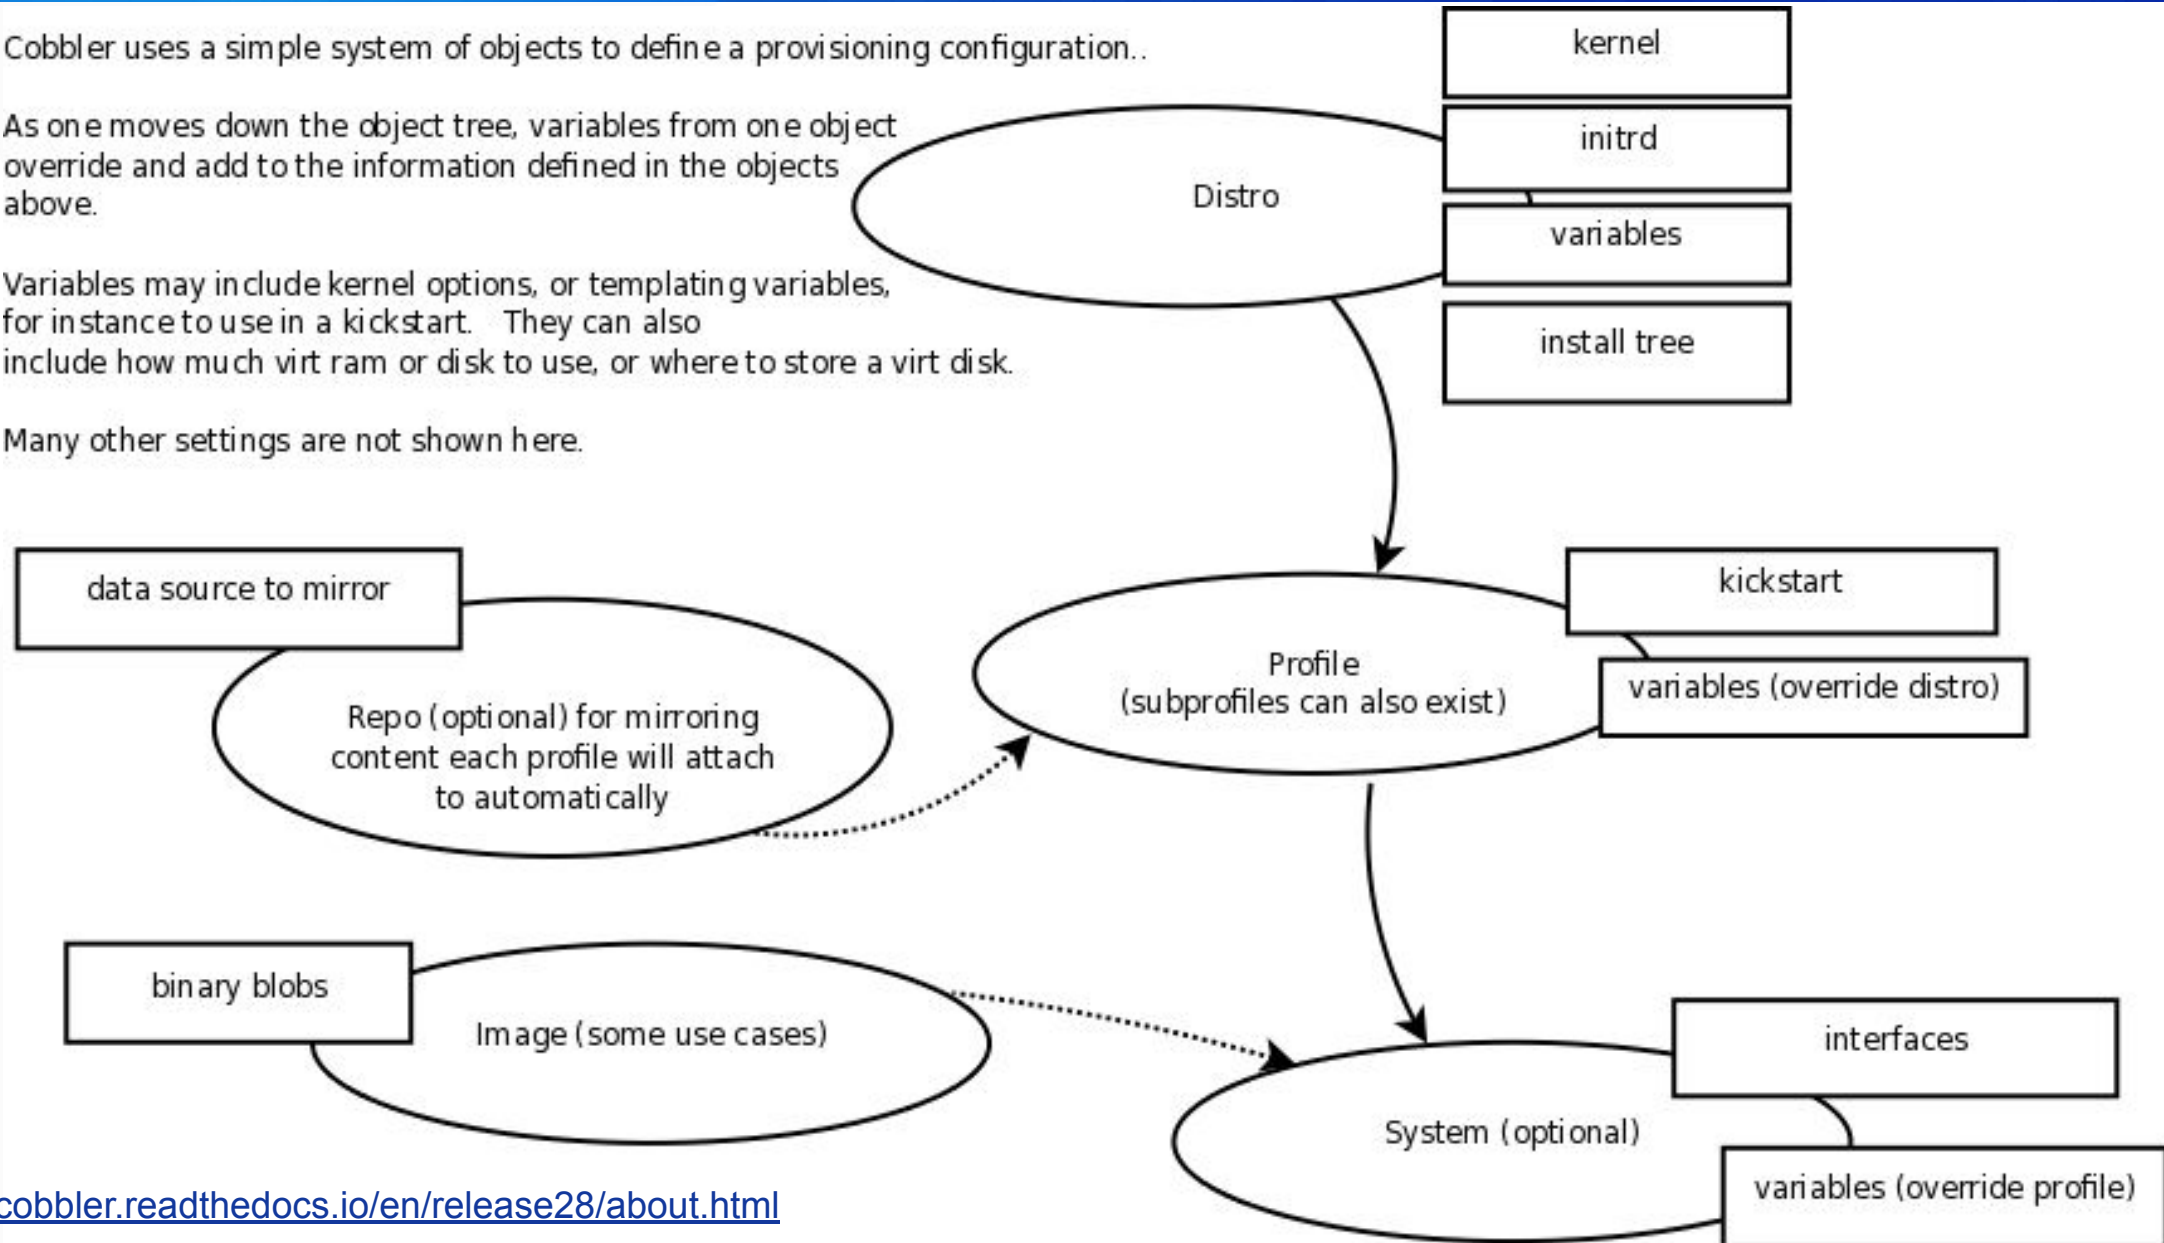 Cobbler uses a simple system of objects to define a provisioning configuration..
As one moves down the object tree, variables from one object
override and add to the information defined in the objects
above.
Variables may include kernel options, or templating variables,
for instance to use in a kickstart. They can also
include how much virt ram or disk to use, or where to store a virt disk.
Many other settings are not shown here.
kernel
initrd
Distro
variables
install tree
data source to mirror
Repo (optional) for mirroring
content each profile will attach
to automatically
kickstart
Profile
(subprofiles can also exist)
variables (override distro)
binary blobs
Image (some use cases)
interfaces
System (optional)
variables (override profile)
cobbler.readthedocs.io/en/release28/about.html